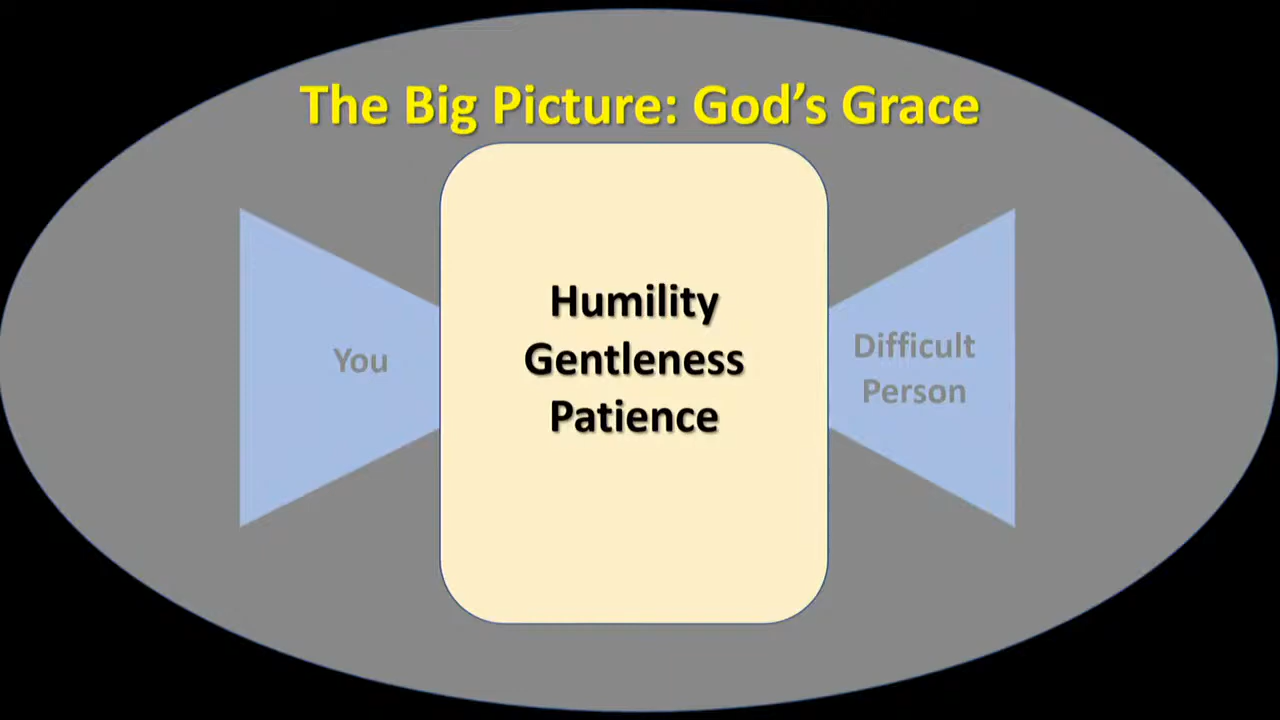 The Big Picture: God’s Grace
Humility
Gentleness
Patience
You
Difficult
Person